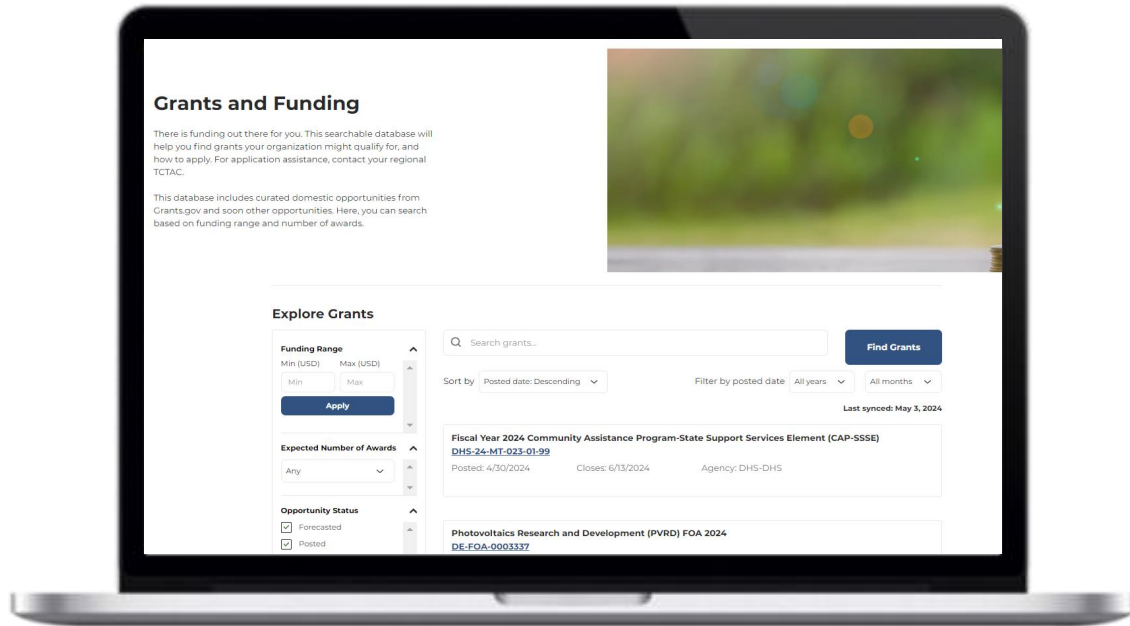 Grants and Funding
There is funding out there for you. This searchable database will
help you find grants your organization might qualify for, and
how to apply. For application assistance, contact your regional
TCTAC.
This database includes curated domestic opportunities from
Grants.gov and soon other opportunities. Here, you can search
based on funding range and number of awards.
Explore Grants
Funding Range
Min (USD) Max (USD)
Min Max
Apply
Expected Number of Awards
Any
Opportunity Status
Forecasted
Posted
Search grants...
Find Grants
Sort by Posted date: Descending Filter by posted date All years All months
Last synced: May 3, 2024
Fiscal Year 2024 Community Assistance Program-State Support Services Element (CAP-SSSE)
DHS-24-MT-023-01-99
Posted: 4/30/2024 Closes: 6/13/2024 Agency: DHS-DHS
Photovoltaics Research and Development (PVRD) FOA 2024
DE-FOA-0003337